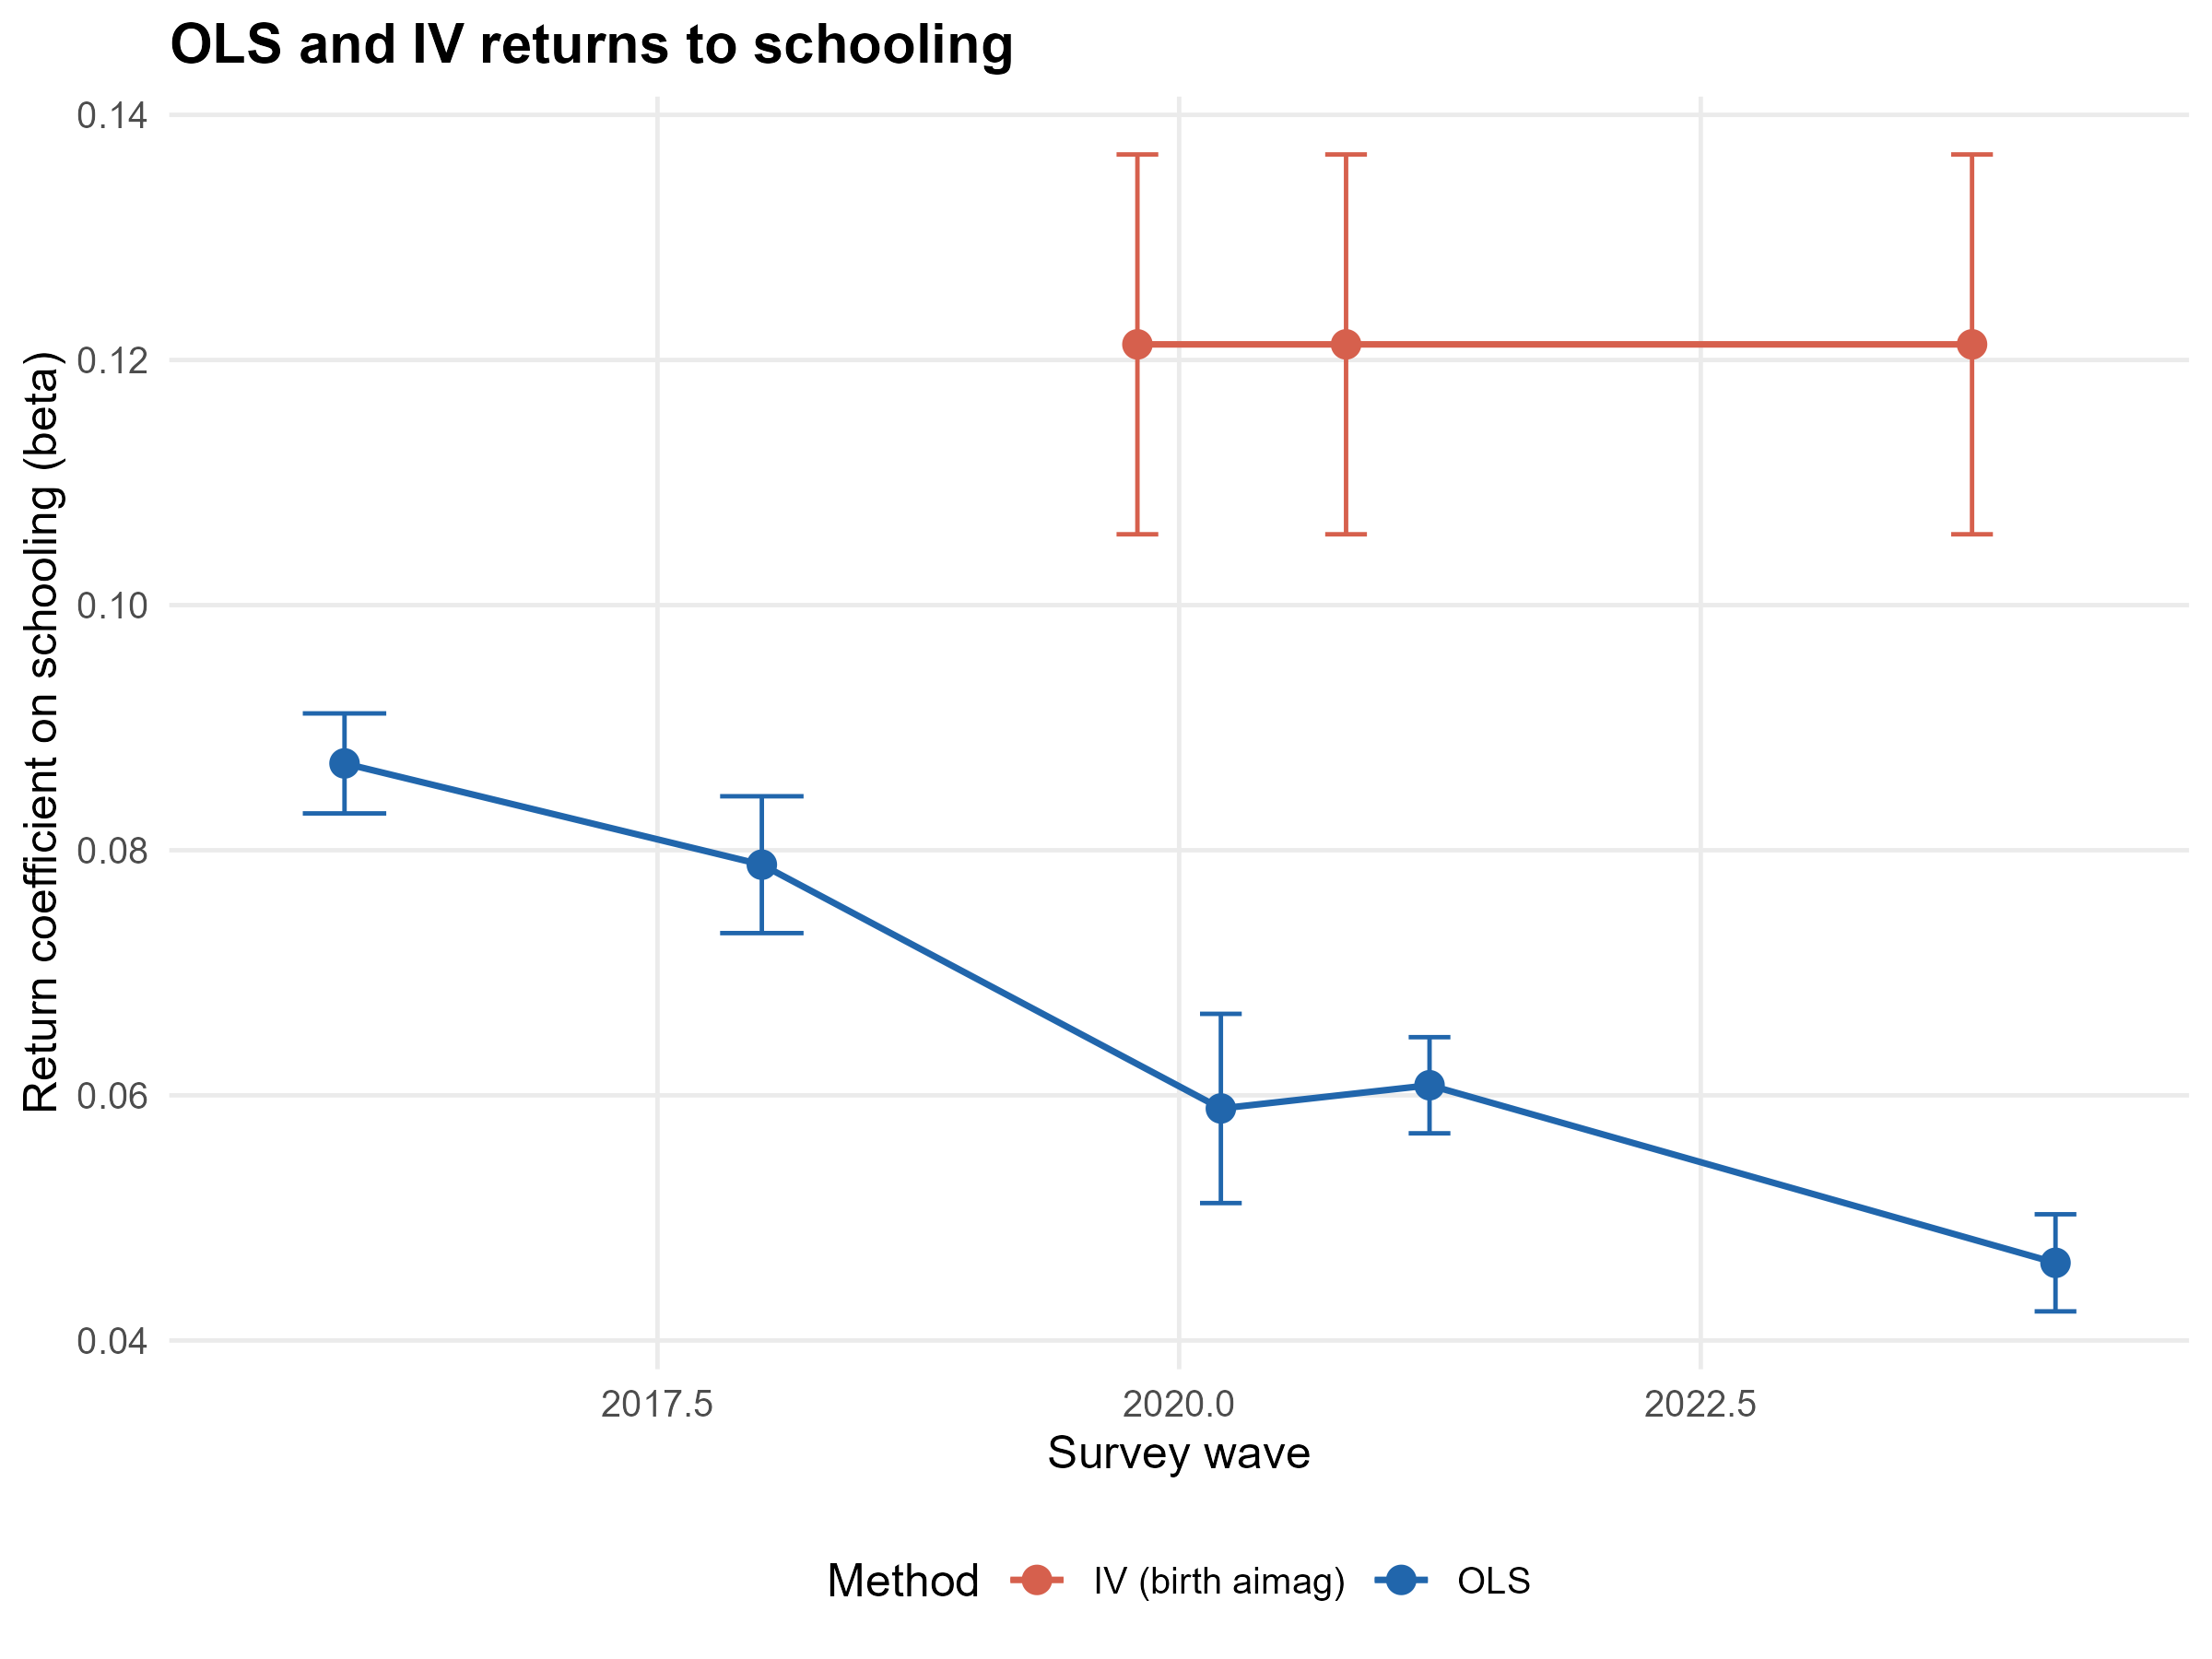 OLS and IV returns to schooling
Return coefficient on schooling (beta)
0.14
0.12
0.10
0.08
0.06
0.04
2017.5
2020.0
2022.5
Survey wave
Method
IV (birth aimag)
OLS